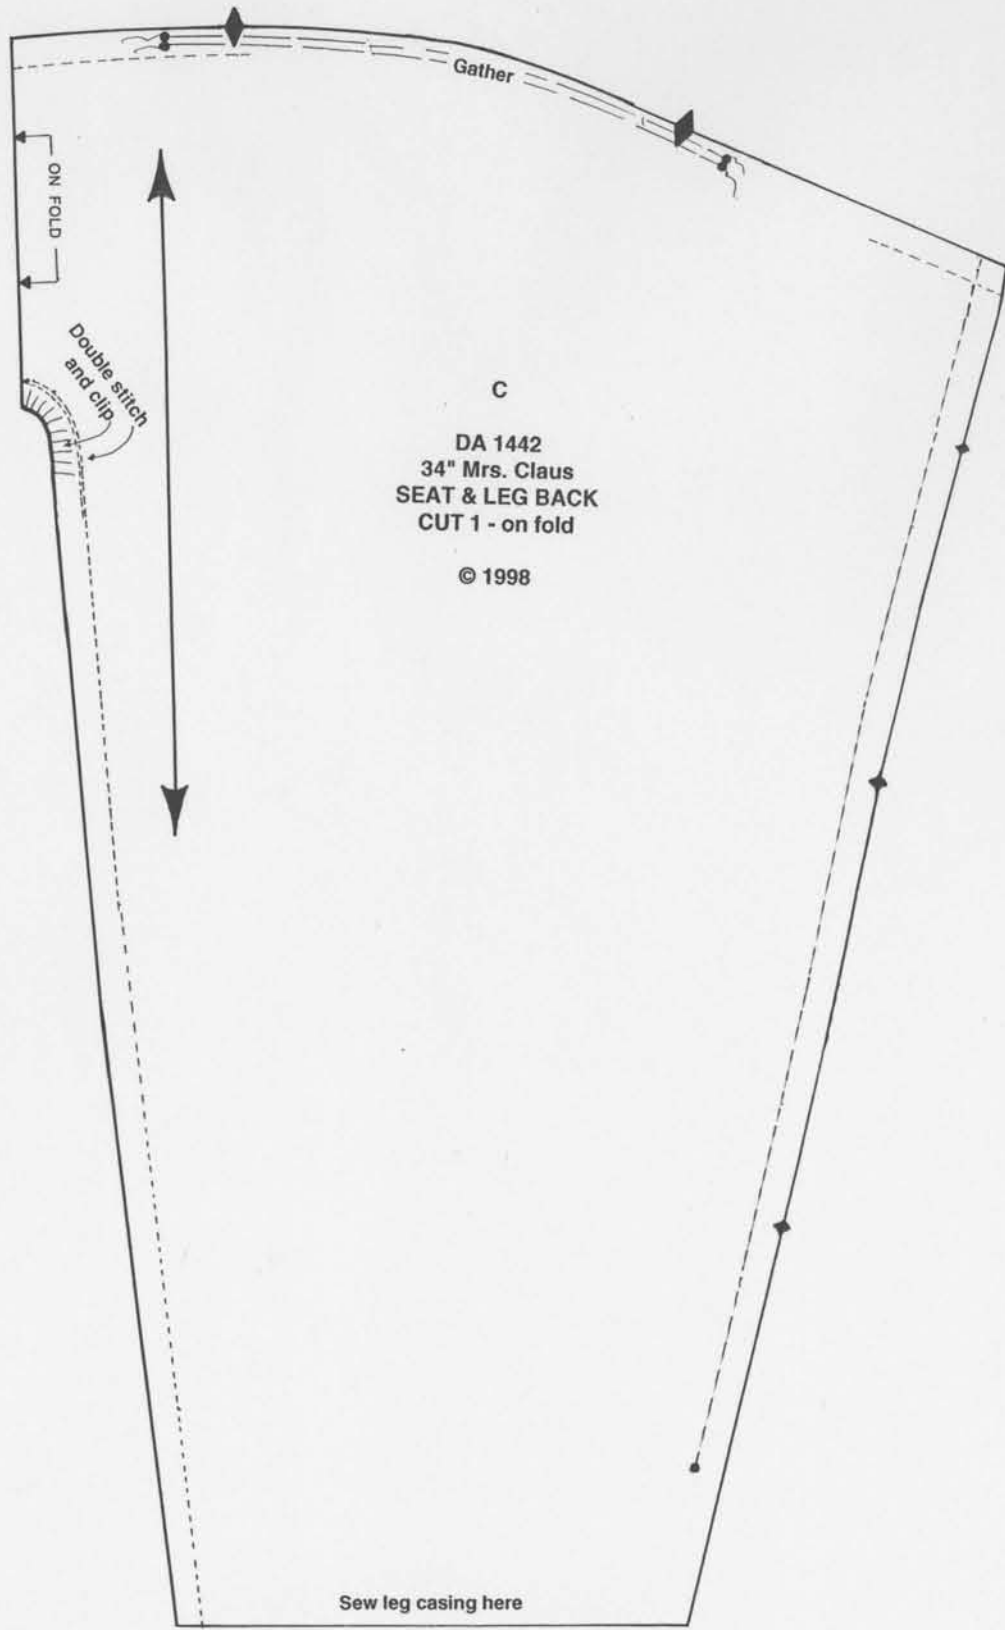 Gather
ON FOLD
Double stitch
and clip
C
DA 1442
34" Mrs. Claus
SEAT & LEG BACK
CUT 1 - on fold
© 1998
Sew leg casing here